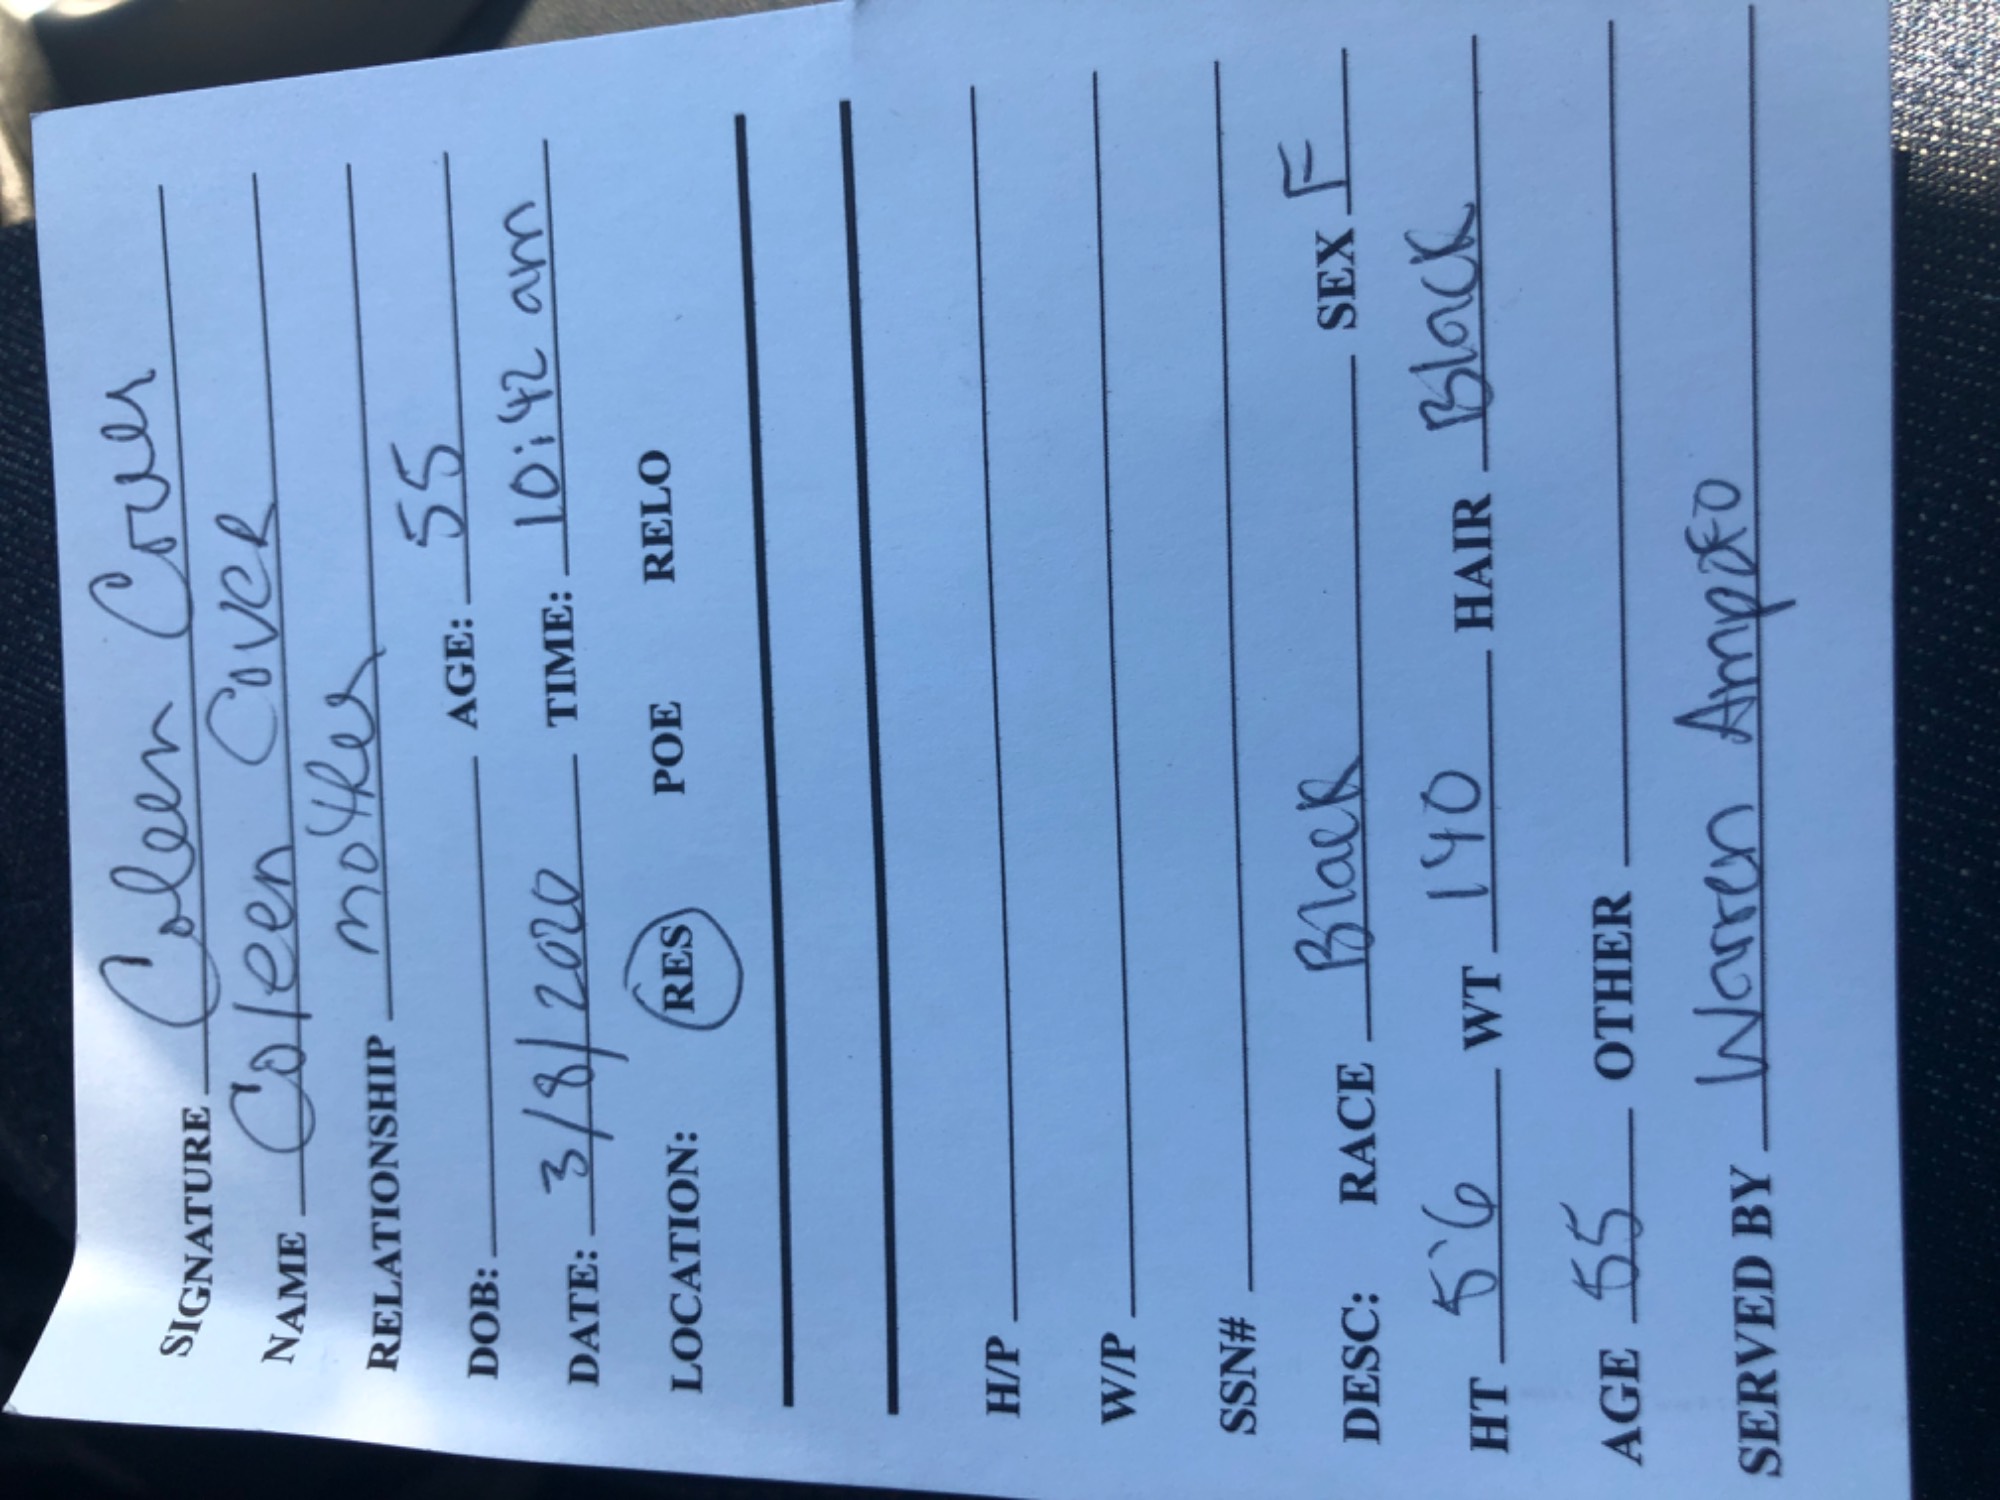 SIGNATURE Coleen Cover
NAME Coleen Cover
RELATIONSHIP mother
DOB: AGE: 55
DATE: 3/8/2020 TIME: 10:42 am
LOCATION: RES POE RELO
H/P
W/P
SSN#
DESC: RACE Black SEX F
HT 5'6 WT 140 HAIR Black
AGE 55 OTHER
SERVED BY Warren Ampofo